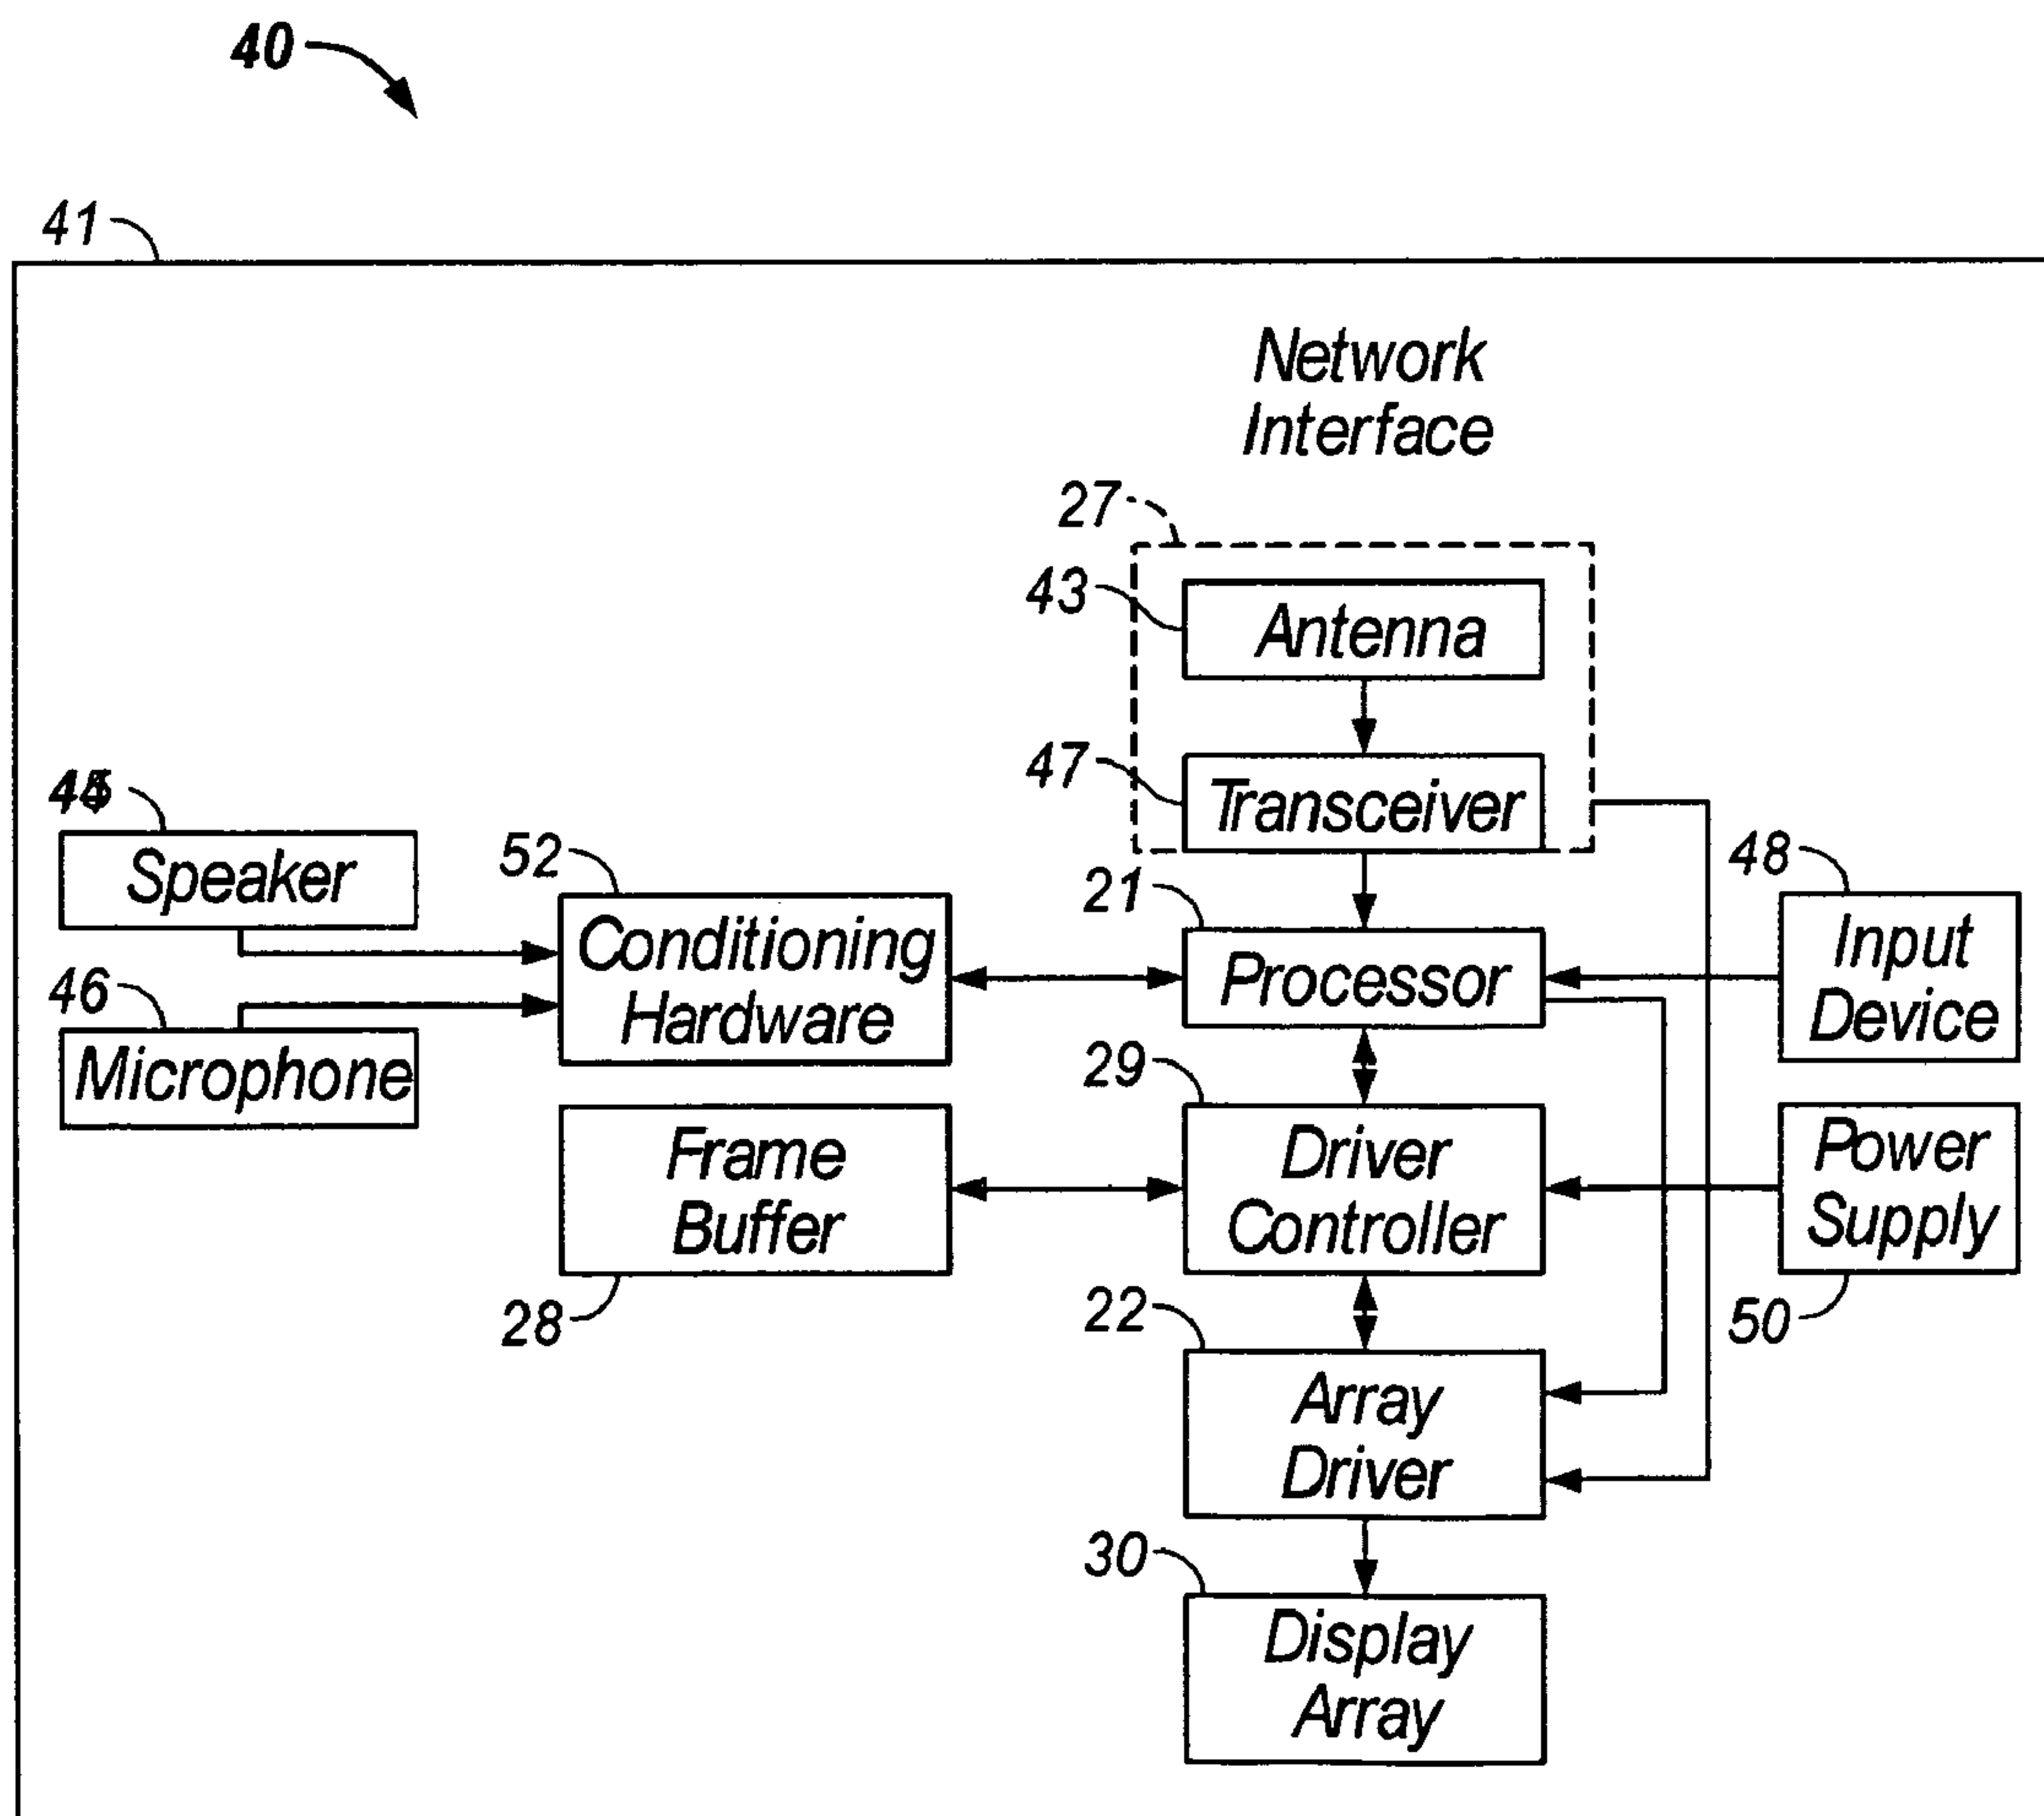 40
41
Network
Interface
27
43
Antenna
47
Transceiver
Speaker
52
Conditioning
Hardware
21
Processor
48
Input
Device
46
Microphone
29
Driver
Controller
Frame
Buffer
28
Power
Supply
50
22
Array
Driver
30
Display
Array